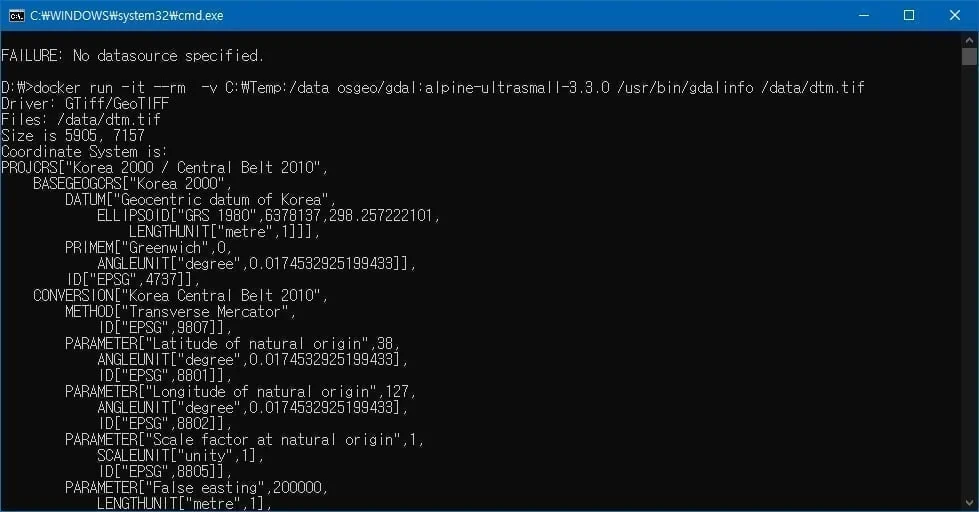 C:₩WINDOWS₩system32₩cmd.exe
FAILURE: No datasource specified.
D:₩>docker run -it --rm  -v C:₩Temp:/data osgeo/gdal:alpine-ultrasmall-3.3.0 /usr/bin/gdalinfo /data/dtm.tif
Driver: GTiff/GeoTIFF
Files: /data/dtm.tif
Size is 5905, 7157
Coordinate System is:
PROJCRS["Korea 2000 / Central Belt 2010",
    BASEGEOGCRS["Korea 2000",
        DATUM["Geocentric datum of Korea",
            ELLIPSOID["GRS 1980",6378137,298.257222101,
                LENGTHUNIT["metre",1]]],
        PRIMEM["Greenwich",0,
            ANGLEUNIT["degree",0.0174532925199433]],
        ID["EPSG",4737]],
    CONVERSION["Korea Central Belt 2010",
        METHOD["Transverse Mercator",
            ID["EPSG",9807]],
        PARAMETER["Latitude of natural origin",38,
            ANGLEUNIT["degree",0.0174532925199433],
            ID["EPSG",8801]],
        PARAMETER["Longitude of natural origin",127,
            ANGLEUNIT["degree",0.0174532925199433],
            ID["EPSG",8802]],
        PARAMETER["Scale factor at natural origin",1,
            SCALEUNIT["unity",1],
            ID["EPSG",8805]],
        PARAMETER["False easting",200000,
            LENGTHUNIT["metre",1],